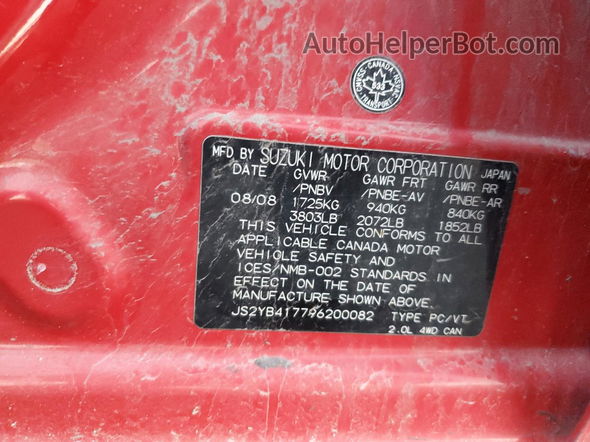 AutoHelperBot.com
CANADA
TRANSPORT
MFD BY SUZUKI MOTOR CORPORATION JAPAN
DATE GVWR GAWR FRT GAWR RR
/PNBV /PNBE-AV /PNBE-AR
08/08 1725KG 940KG 840KG
3803LB 2072LB 1852LB
THIS VEHICLE CONFORMS TO ALL
APPLICABLE CANADA MOTOR
VEHICLE SAFETY AND
ICES/NMB-002 STANDARDS IN
EFFECT ON THE DATE OF
MANUFACTURE SHOWN ABOVE.
JS2YB417796200082 TYPE PC/VT
2.0L 4WD CAN